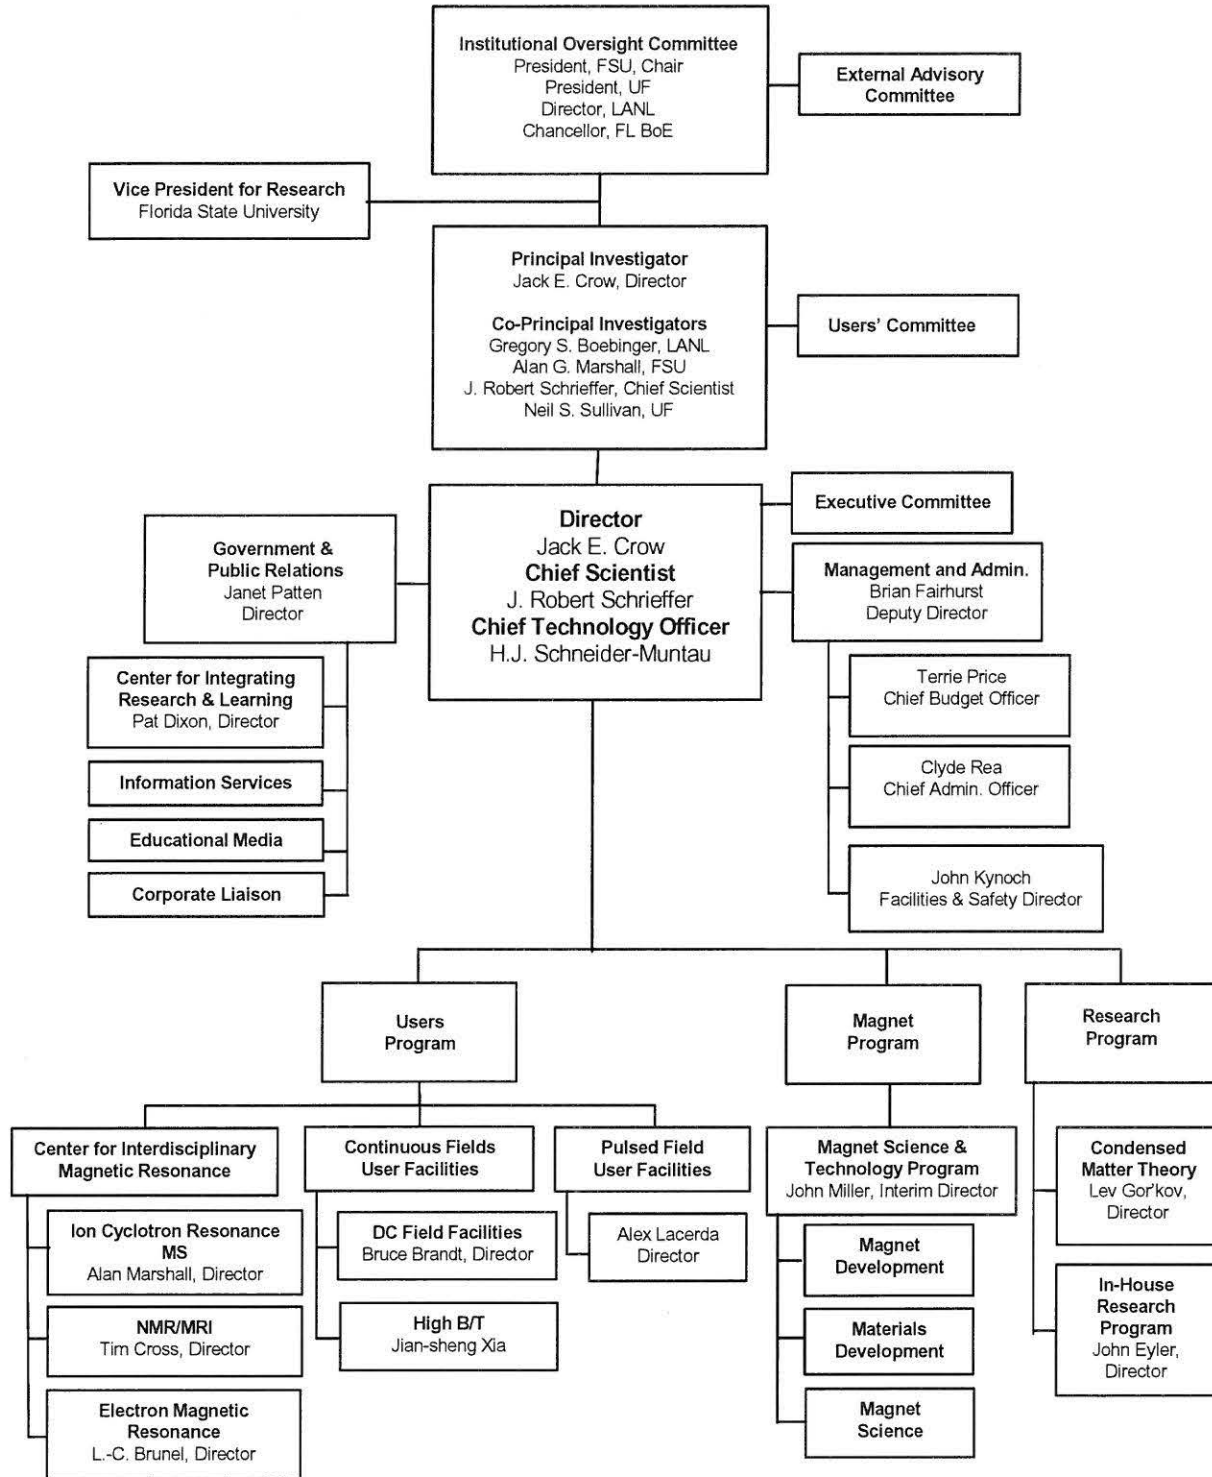 Institutional Oversight Committee
President, FSU, Chair
President, UF
Director, LANL
Chancellor, FL BoE
External Advisory
Committee
Vice President for Research
Florida State University
Principal Investigator
Jack E. Crow, Director
Co-Principal Investigators
Gregory S. Boebinger, LANL
Alan G. Marshall, FSU
J. Robert Schrieffer, Chief Scientist
Neil S. Sullivan, UF
Users' Committee
Director
Jack E. Crow
Chief Scientist
J. Robert Schrieffer
Chief Technology Officer
H.J. Schneider-Muntau
Executive Committee
Government &
Public Relations
Janet Patten
Director
Management and Admin.
Brian Fairhurst
Deputy Director
Center for Integrating
Research & Learning
Pat Dixon, Director
Information Services
Educational Media
Corporate Liaison
Terrie Price
Chief Budget Officer
Clyde Rea
Chief Admin. Officer
John Kynoch
Facilities & Safety Director
Users
Program
Magnet
Program
Research
Program
Center for Interdisciplinary
Magnetic Resonance
Continuous Fields
User Facilities
Pulsed Field
User Facilities
Magnet Science &
Technology Program
John Miller, Interim Director
Condensed
Matter Theory
Lev Gor'kov,
Director
Ion Cyclotron Resonance
MS
Alan Marshall, Director
DC Field Facilities
Bruce Brandt, Director
Alex Lacerda
Director
Magnet
Development
In-House
Research
Program
John Eyler,
Director
NMR/MRI
Tim Cross, Director
High B/T
Jian-sheng Xia
Materials
Development
Electron Magnetic
Resonance
L.-C. Brunel, Director
Magnet
Science